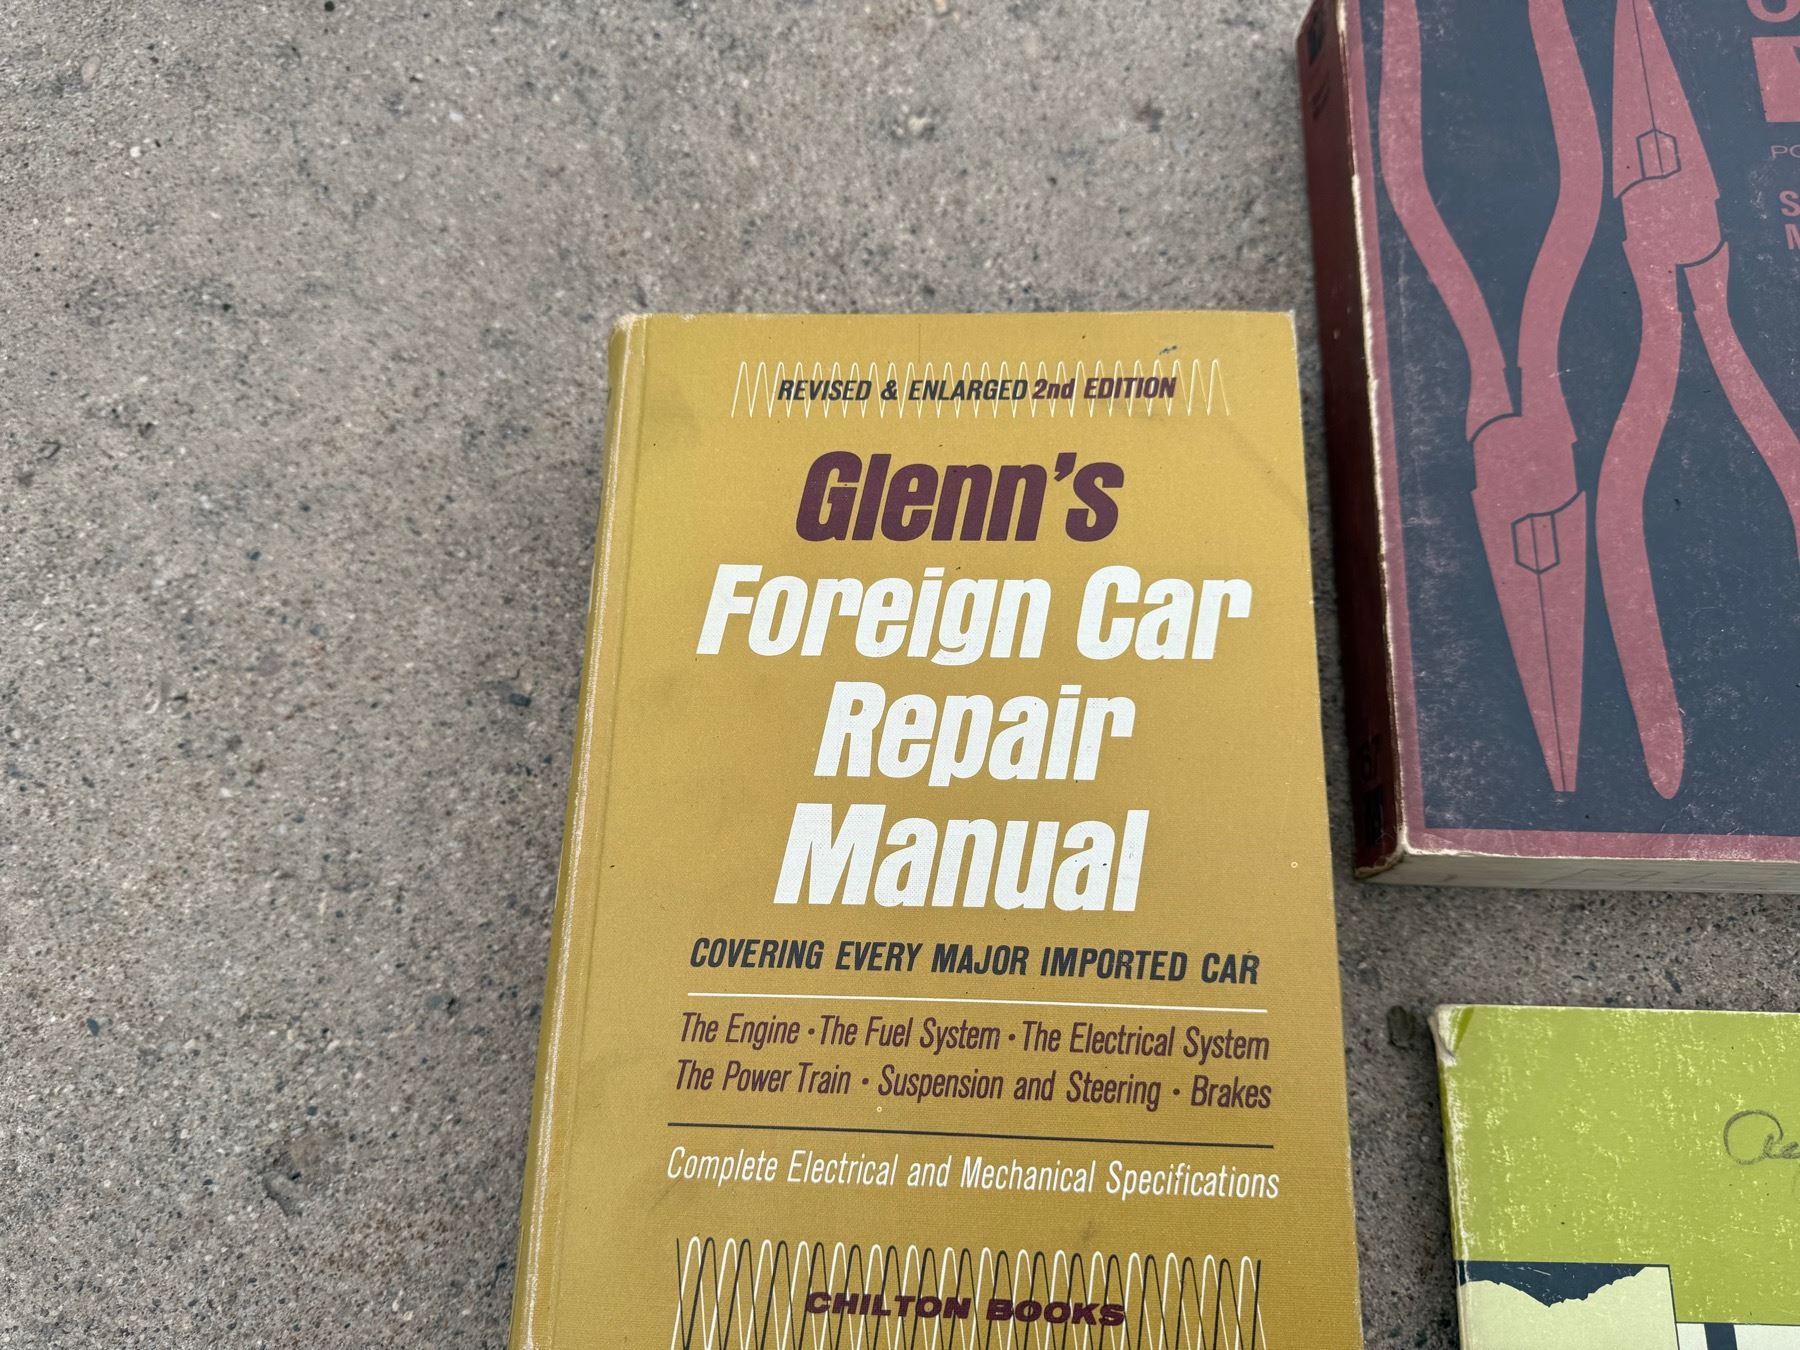 REVISED & ENLARGED 2nd EDITION
Glenn's
Foreign Car
Repair
Manual
COVERING EVERY MAJOR IMPORTED CAR
The Engine • The Fuel System • The Electrical System
The Power Train • Suspension and Steering • Brakes
Complete Electrical and Mechanical Specifications
CHILTON BOOKS